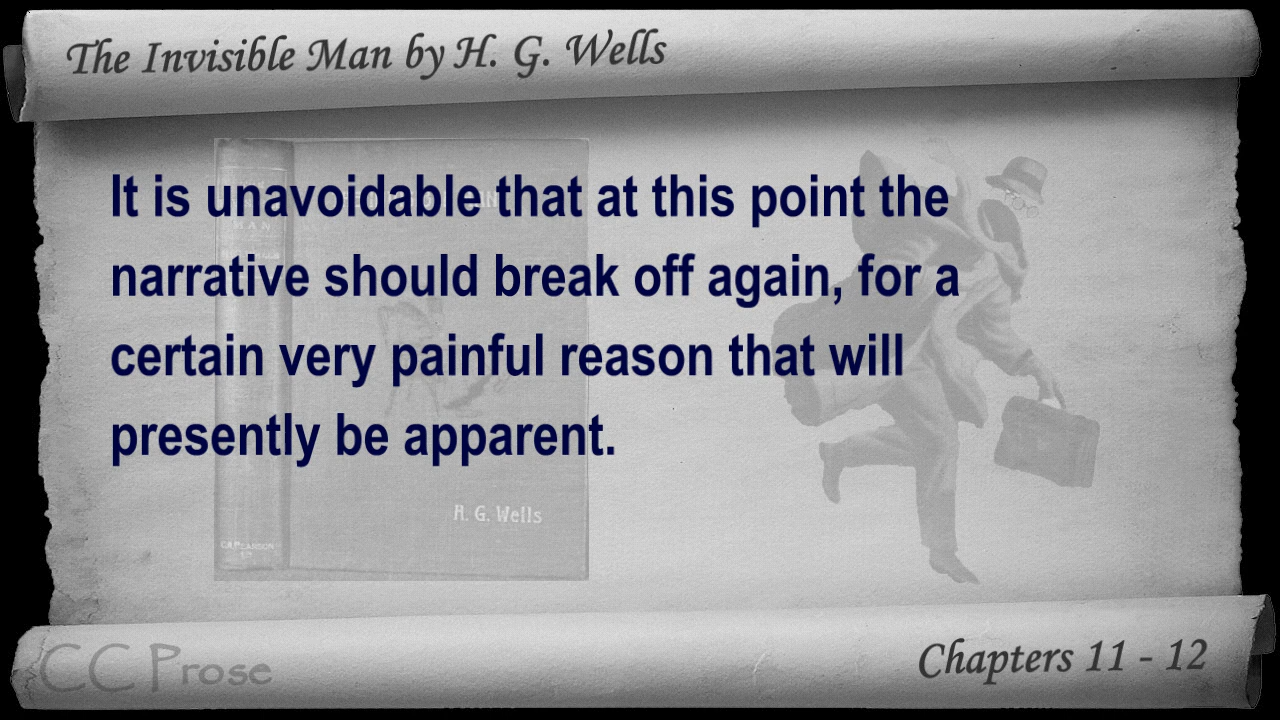 The Invisible Man by H. G. Wells
It is unavoidable that at this point the
narrative should break off again, for a
certain very painful reason that will
presently be apparent.
MAN
H. G. Wells
CC Prose
Chapters 11 - 12